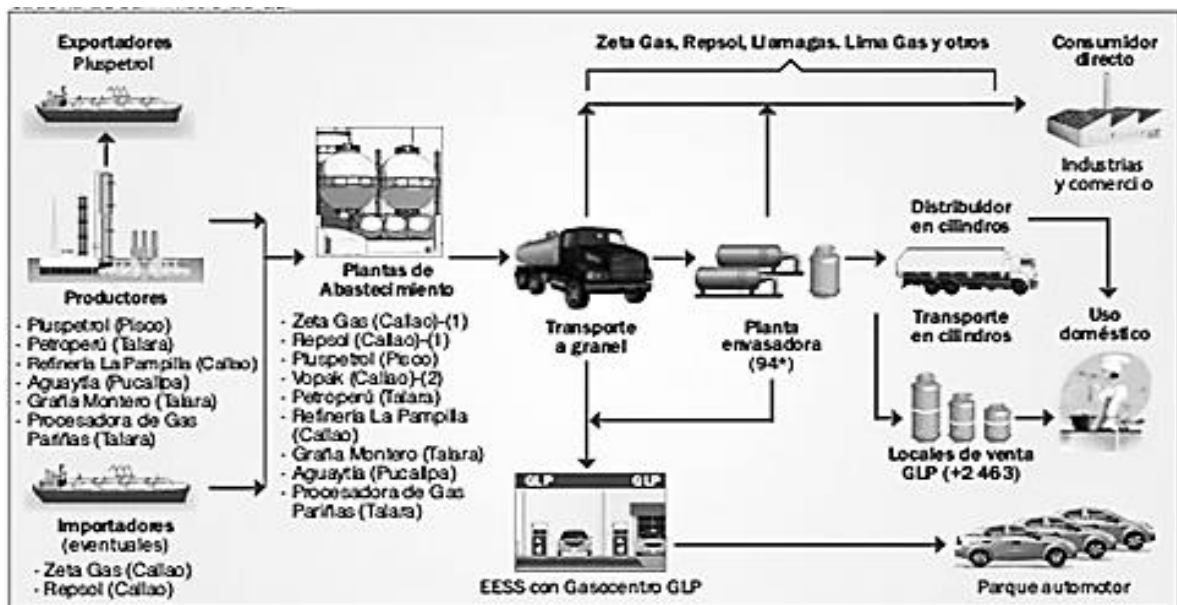 Exportadores
Pluspetrol
Productores
- Pluspetrol (Pisco)
- Petroperú (Talara)
- Refinería La Pampilla (Callao)
- Aguaytía (Pucallpa)
- Graña Montero (Talara)
- Procesadora de Gas
Pariñas (Talara)
Importadores
(eventuales)
- Zeta Gas (Callao)
- Repsol (Callao)
Plantas de
Abastecimiento
- Zeta Gas (Callao)-(1)
- Repsol (Callao)-(1)
- Pluspetrol (Pisco)
- Vopak (Callao)-(2)
- Petroperú (Talara)
- Refinería La Pampilla
(Callao)
- Graña Montero (Talara)
- Aguaytía (Pucallpa)
- Procesadora de Gas
Pariñas (Talara)
Zeta Gas, Repsol, Llamagas, Lima Gas y otros
Transporte
a granel
Planta
envasadora
(94*)
GLP GLP
EESS con Gasocentro GLP
Consumidor
directo
Industrias
y comercio
Distribuidor
en cilindros
Transporte
en cilindros
Uso
doméstico
Locales de venta
GLP (+2 463)
Parque automotor